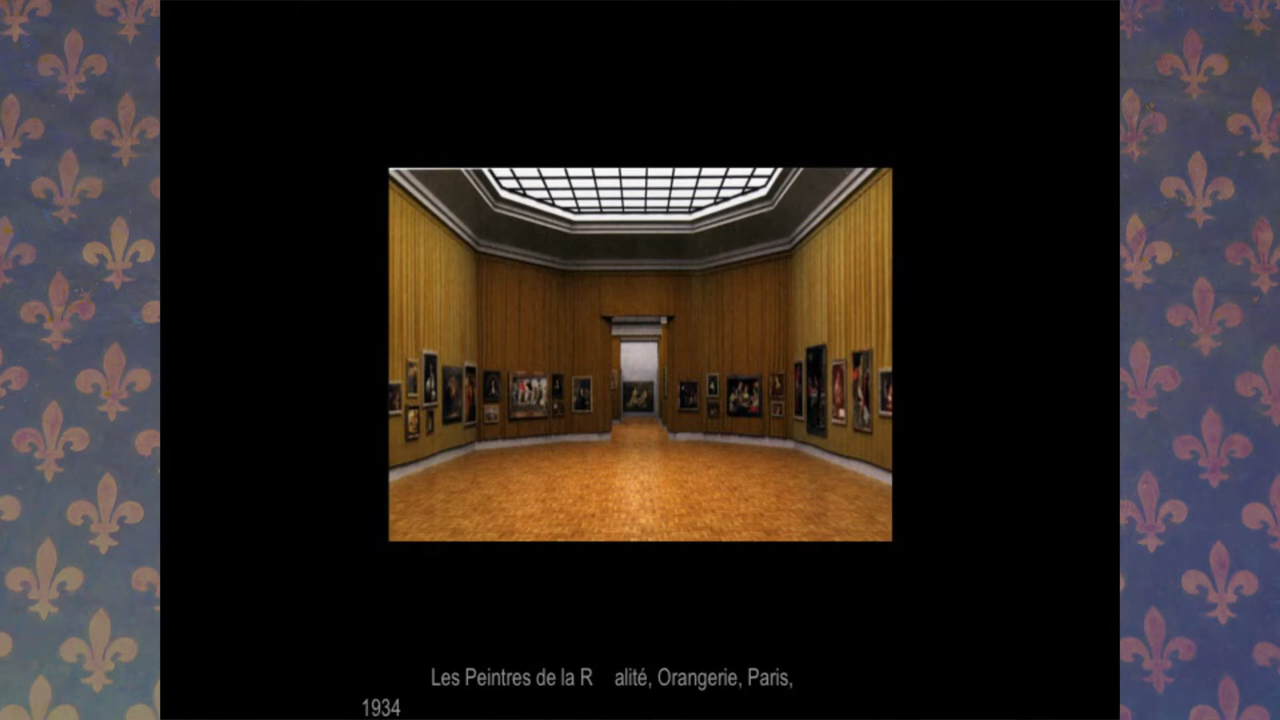 Les Peintres de la R alité, Orangerie, Paris,
1934